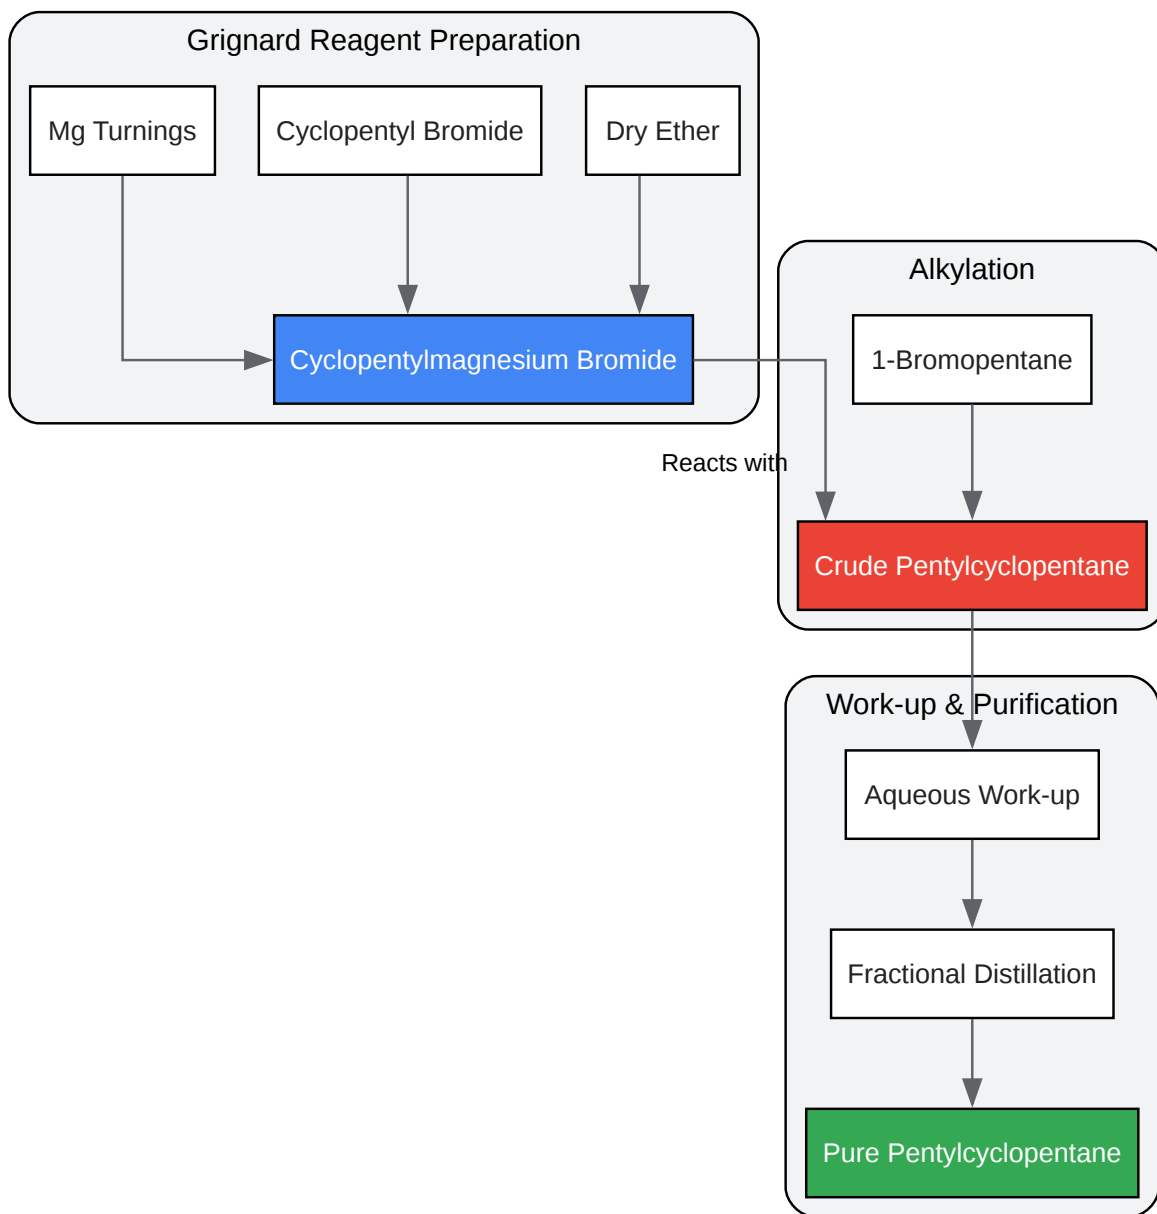 Grignard Reagent Preparation
Mg Turnings
Cyclopentyl Bromide
Dry Ether
Cyclopentylmagnesium Bromide
Alkylation
1-Bromopentane
Reacts with
Crude Pentylcyclopentane
Work-up & Purification
Aqueous Work-up
Fractional Distillation
Pure Pentylcyclopentane